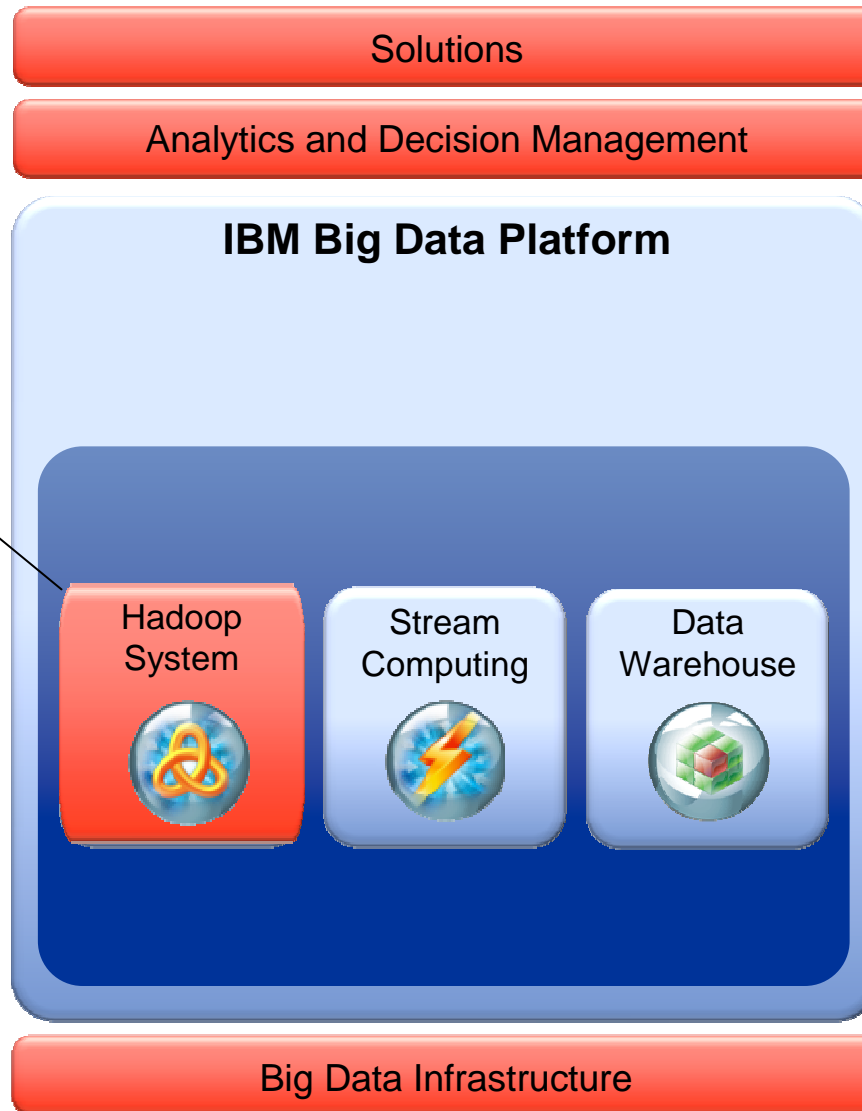 Solutions
Analytics and Decision Management
IBM Big Data Platform
Hadoop
System
Stream
Computing
Data
Warehouse
Big Data Infrastructure